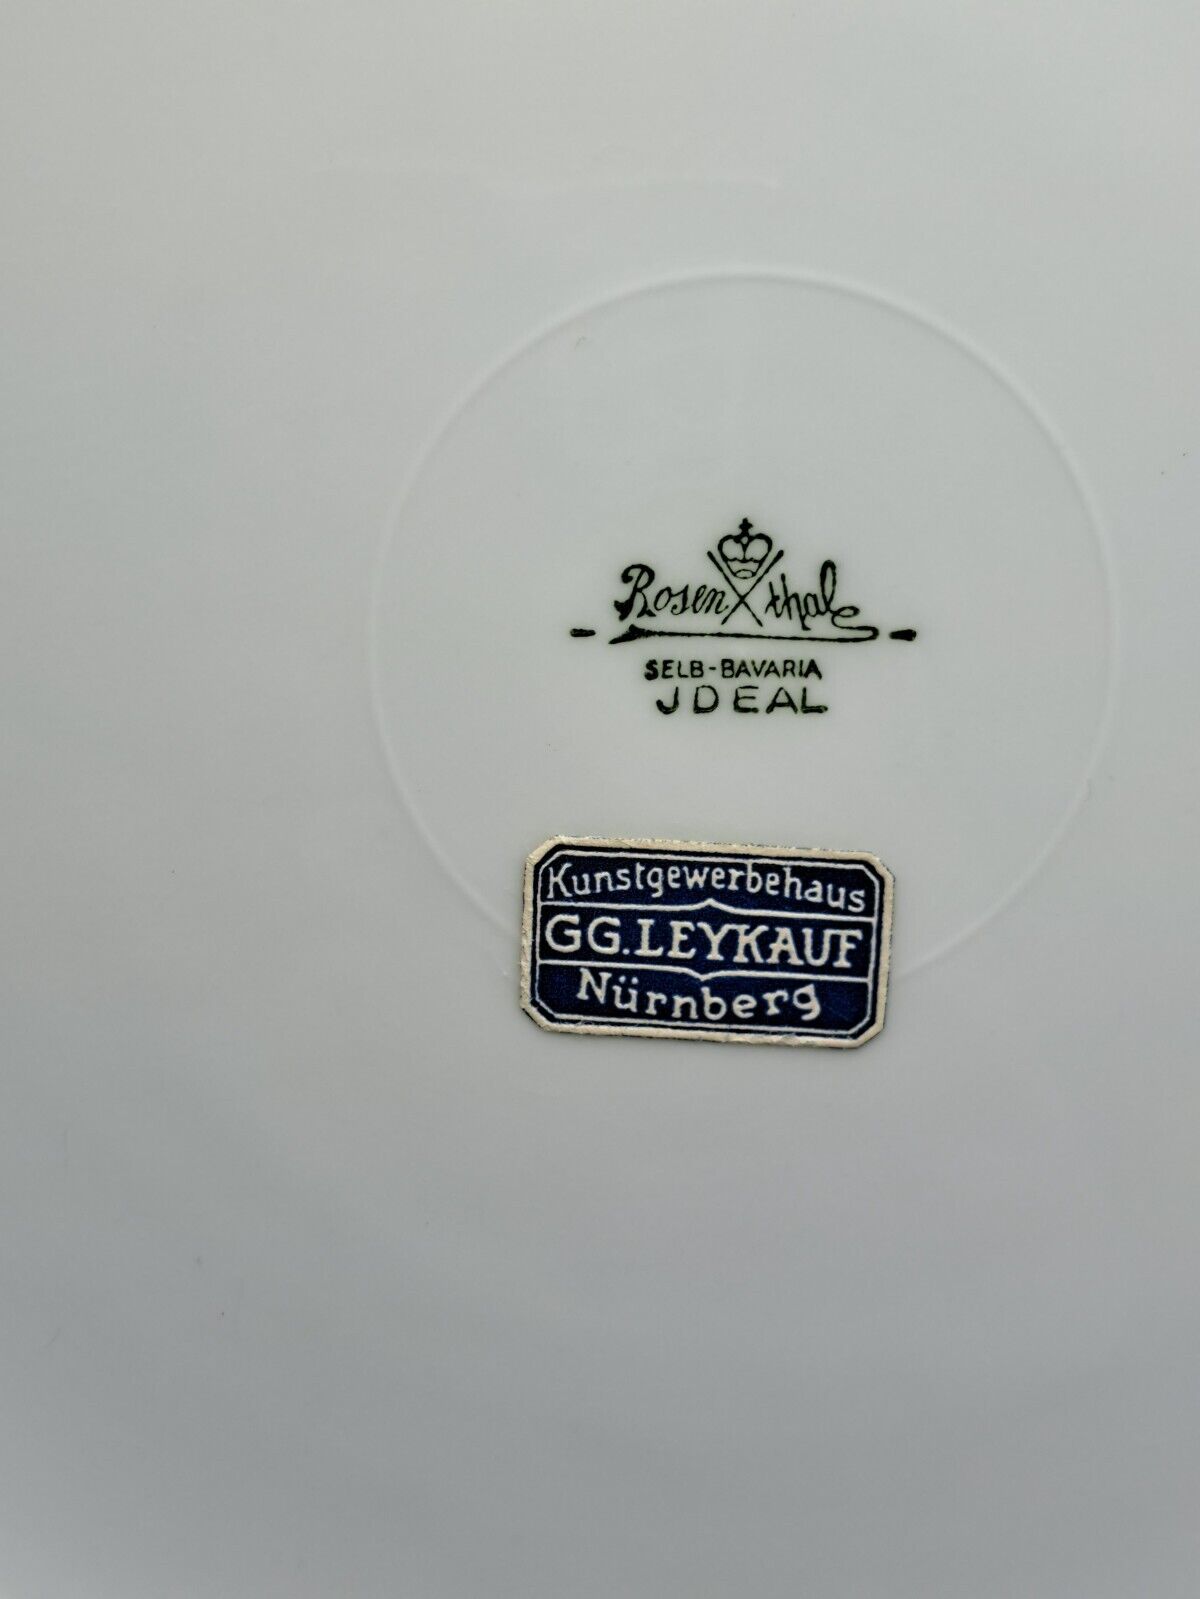 Rosenthal
SELB-BAVARIA
JDEAL
Kunstgewerbehaus
GG.LEYKAUF
Nürnberg